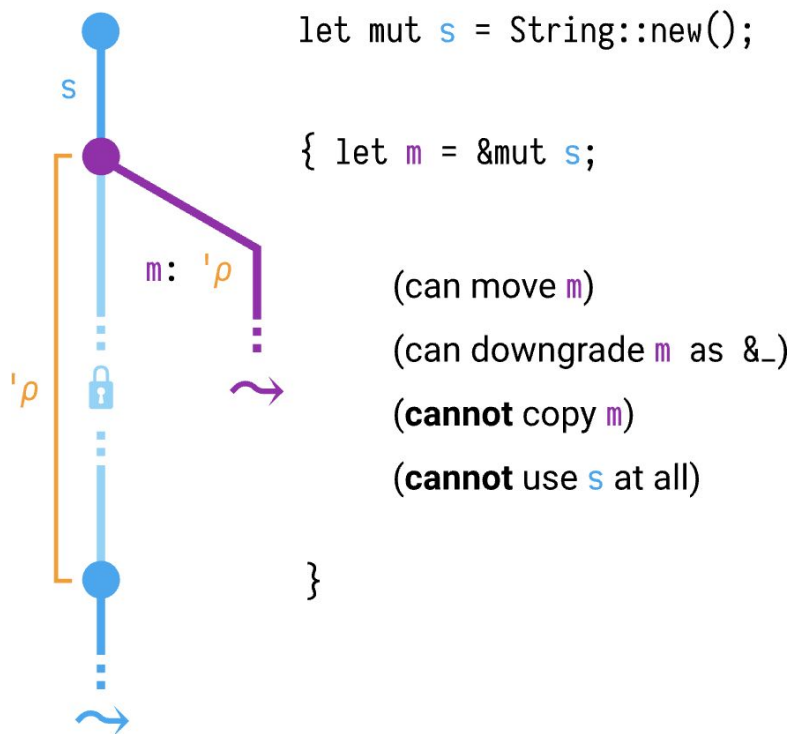 let mut s = String::new();
s
{ let m = &mut s;
m: 'ρ
(can move m)
(can downgrade m as &_)
'ρ
(cannot copy m)
(cannot use s at all)
}